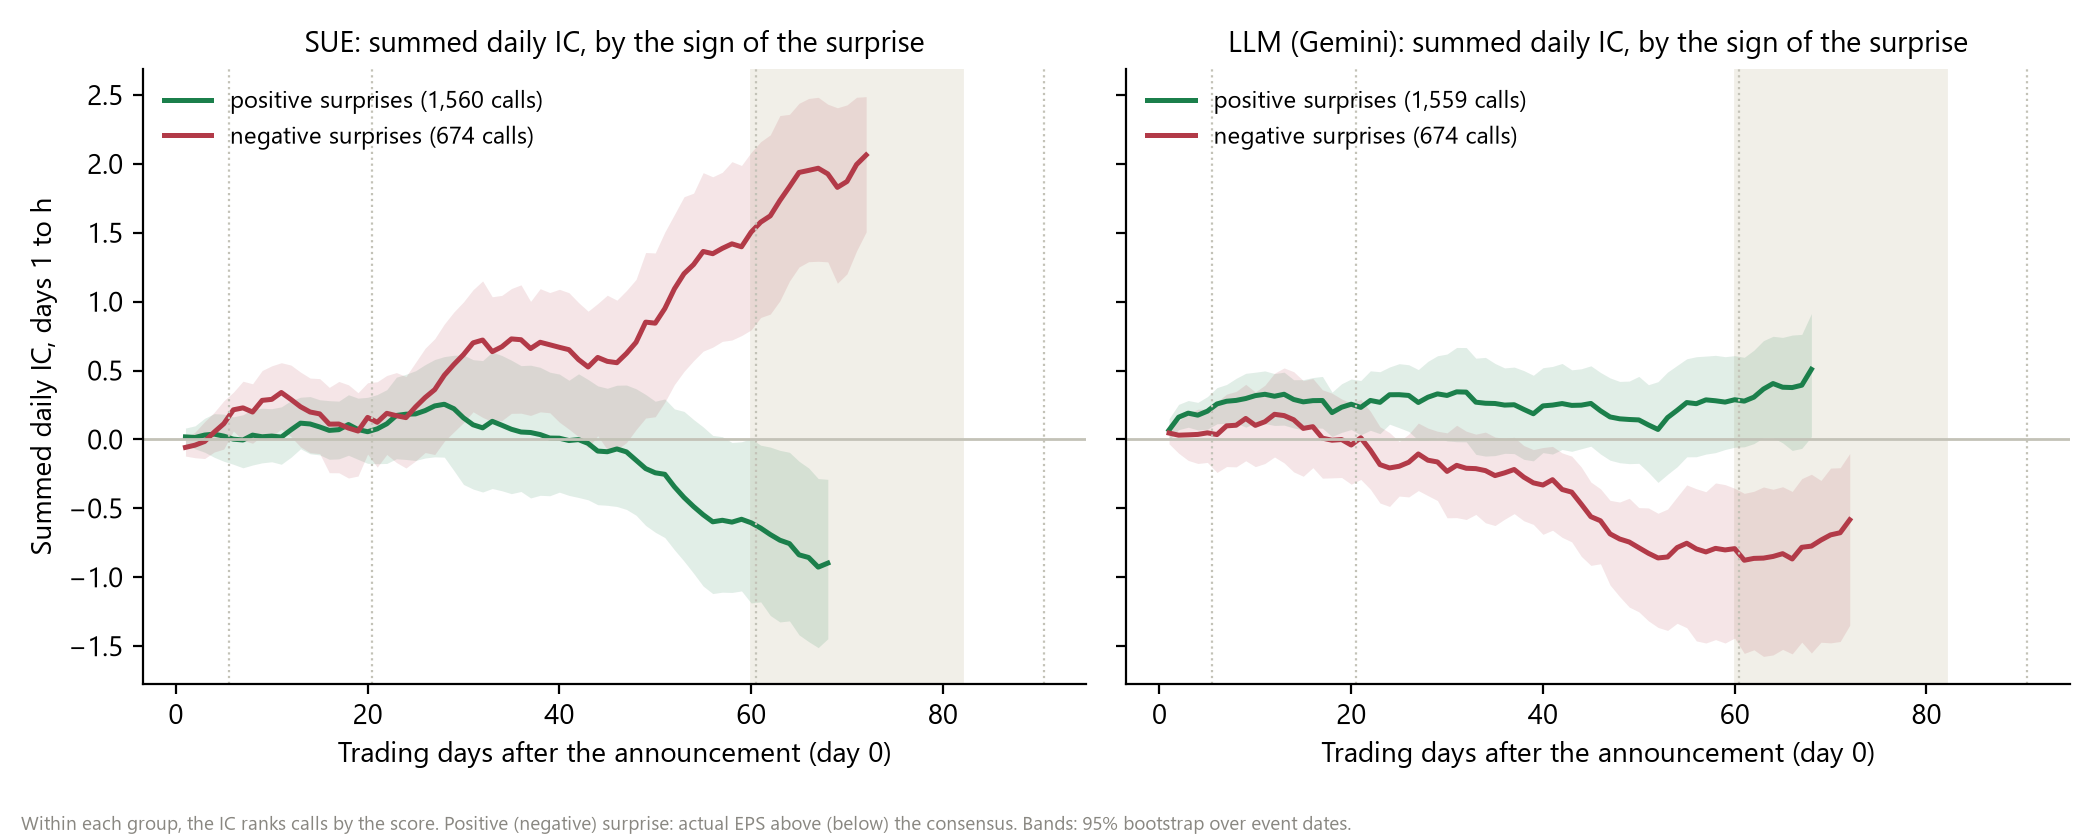 SUE: summed daily IC, by the sign of the surprise
positive surprises (1,560 calls)
negative surprises (674 calls)
Summed daily IC, days 1 to h
2.5
2.0
1.5
1.0
0.5
0.0
−0.5
−1.0
−1.5
0 20 40 60 80
Trading days after the announcement (day 0)
LLM (Gemini): summed daily IC, by the sign of the surprise
positive surprises (1,559 calls)
negative surprises (674 calls)
0 20 40 60 80
Trading days after the announcement (day 0)
Within each group, the IC ranks calls by the score. Positive (negative) surprise: actual EPS above (below) the consensus. Bands: 95% bootstrap over event dates.